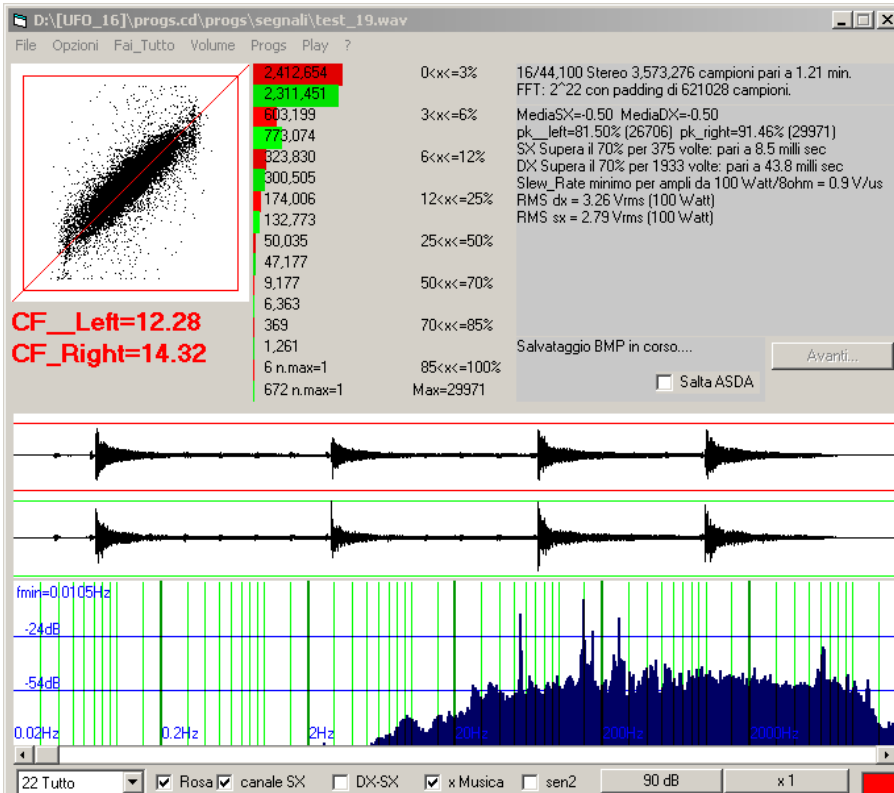 D:\[UFO_16]\progs.cd\progs\segnali\test_19.wav
File Opzioni Fai_Tutto Volume Progs Play ?
2,412,654 0<x<=3%
2,311,451
603,199 3<x<=6%
773,074
323,830 6<x<=12%
300,505
174,006 12<x<=25%
132,773
50,035 25<x<=50%
47,177
9,177 50<x<=70%
6,363
369 70<x<=85%
1,261
6 n.max=1 85<x<=100%
672 n.max=1 Max=29971
CF__Left=12.28
CF_Right=14.32
16/44,100 Stereo 3,573,276 campioni pari a 1.21 min.
FFT: 2^22 con padding di 621028 campioni.
MediaSX=-0.50 MediaDX=-0.50
pk__left=81.50% (26706) pk_right=91.46% (29971)
SX Supera il 70% per 375 volte: pari a 8.5 milli sec
DX Supera il 70% per 1933 volte: pari a 43.8 milli sec
Slew_Rate minimo per ampli da 100 Watt/8ohm = 0.9 V/us
RMS dx = 3.26 Vrms (100 Watt)
RMS sx = 2.79 Vrms (100 Watt)
Salvataggio BMP in corso....
Avanti...
Salta ASDA
fmin=0.0105Hz
-24dB
-54dB
0.02Hz 0.2Hz 2Hz 20Hz 200Hz 2000Hz
22 Tutto Rosa canale SX DX-SX x Musica sen2 90 dB x 1